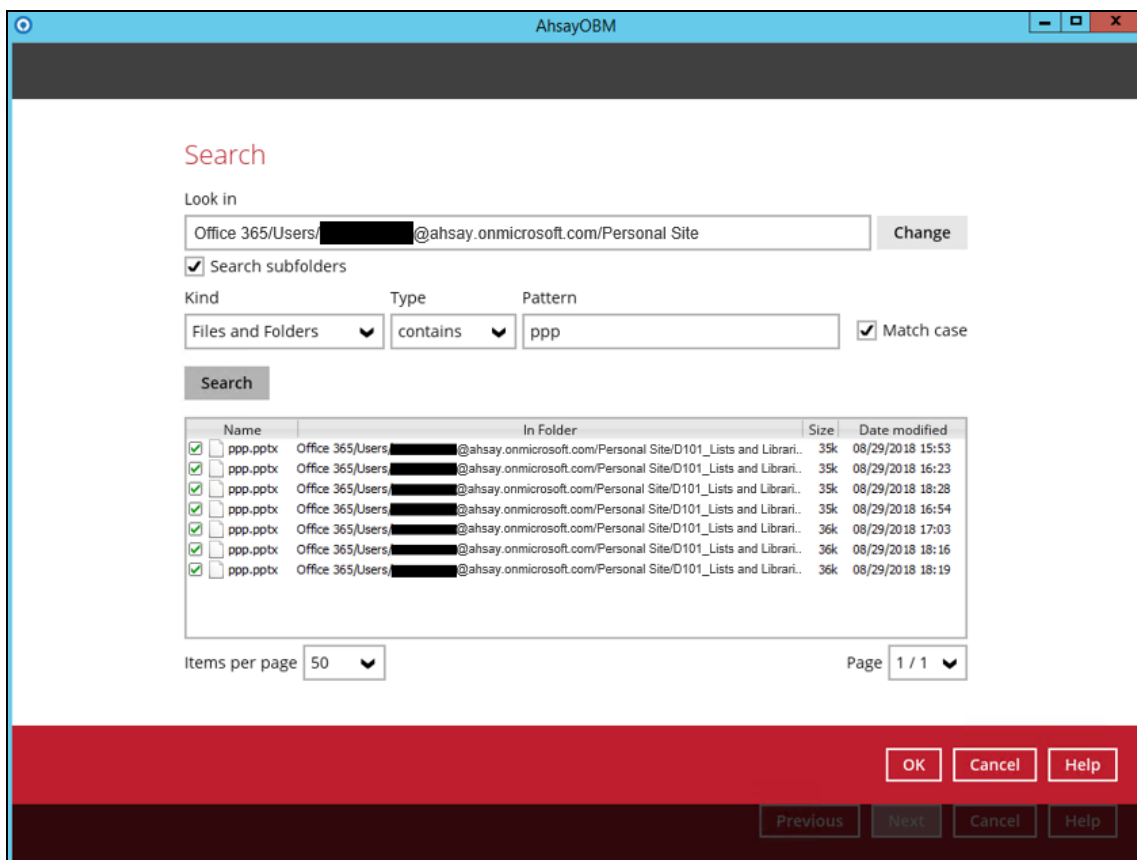 AhsayOBM
Search
Look in
Office 365/Users/ @ahsay.onmicrosoft.com/Personal Site Change
Search subfolders
Kind Type Pattern
Files and Folders contains ppp Match case
Search
Name In Folder Size Date modified
ppp.pptx Office 365/Users/ @ahsay.onmicrosoft.com/Personal Site/D101_Lists and Librari.. 35k 08/29/2018 15:53
ppp.pptx Office 365/Users/ @ahsay.onmicrosoft.com/Personal Site/D101_Lists and Librari.. 35k 08/29/2018 16:23
ppp.pptx Office 365/Users/ @ahsay.onmicrosoft.com/Personal Site/D101_Lists and Librari.. 35k 08/29/2018 18:28
ppp.pptx Office 365/Users/ @ahsay.onmicrosoft.com/Personal Site/D101_Lists and Librari.. 35k 08/29/2018 16:54
ppp.pptx Office 365/Users/ @ahsay.onmicrosoft.com/Personal Site/D101_Lists and Librari.. 36k 08/29/2018 17:03
ppp.pptx Office 365/Users/ @ahsay.onmicrosoft.com/Personal Site/D101_Lists and Librari.. 36k 08/29/2018 18:16
ppp.pptx Office 365/Users/ @ahsay.onmicrosoft.com/Personal Site/D101_Lists and Librari.. 36k 08/29/2018 18:19
Items per page 50 Page 1 / 1
OK Cancel Help
Previous Next Cancel Help